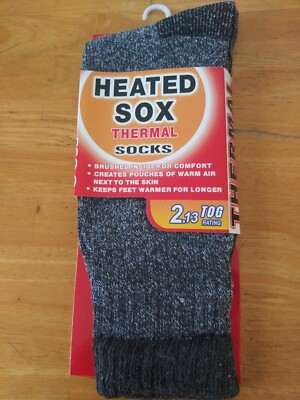 HEATED
SOX
THERMAL
SOCKS
• BRUSHED INSIDE FOR COMFORT
• CREATES POUCHES OF WARM AIR
NEXT TO THE SKIN
• KEEPS FEET WARMER FOR LONGER
2.13 TOG
RATING
THERMAL